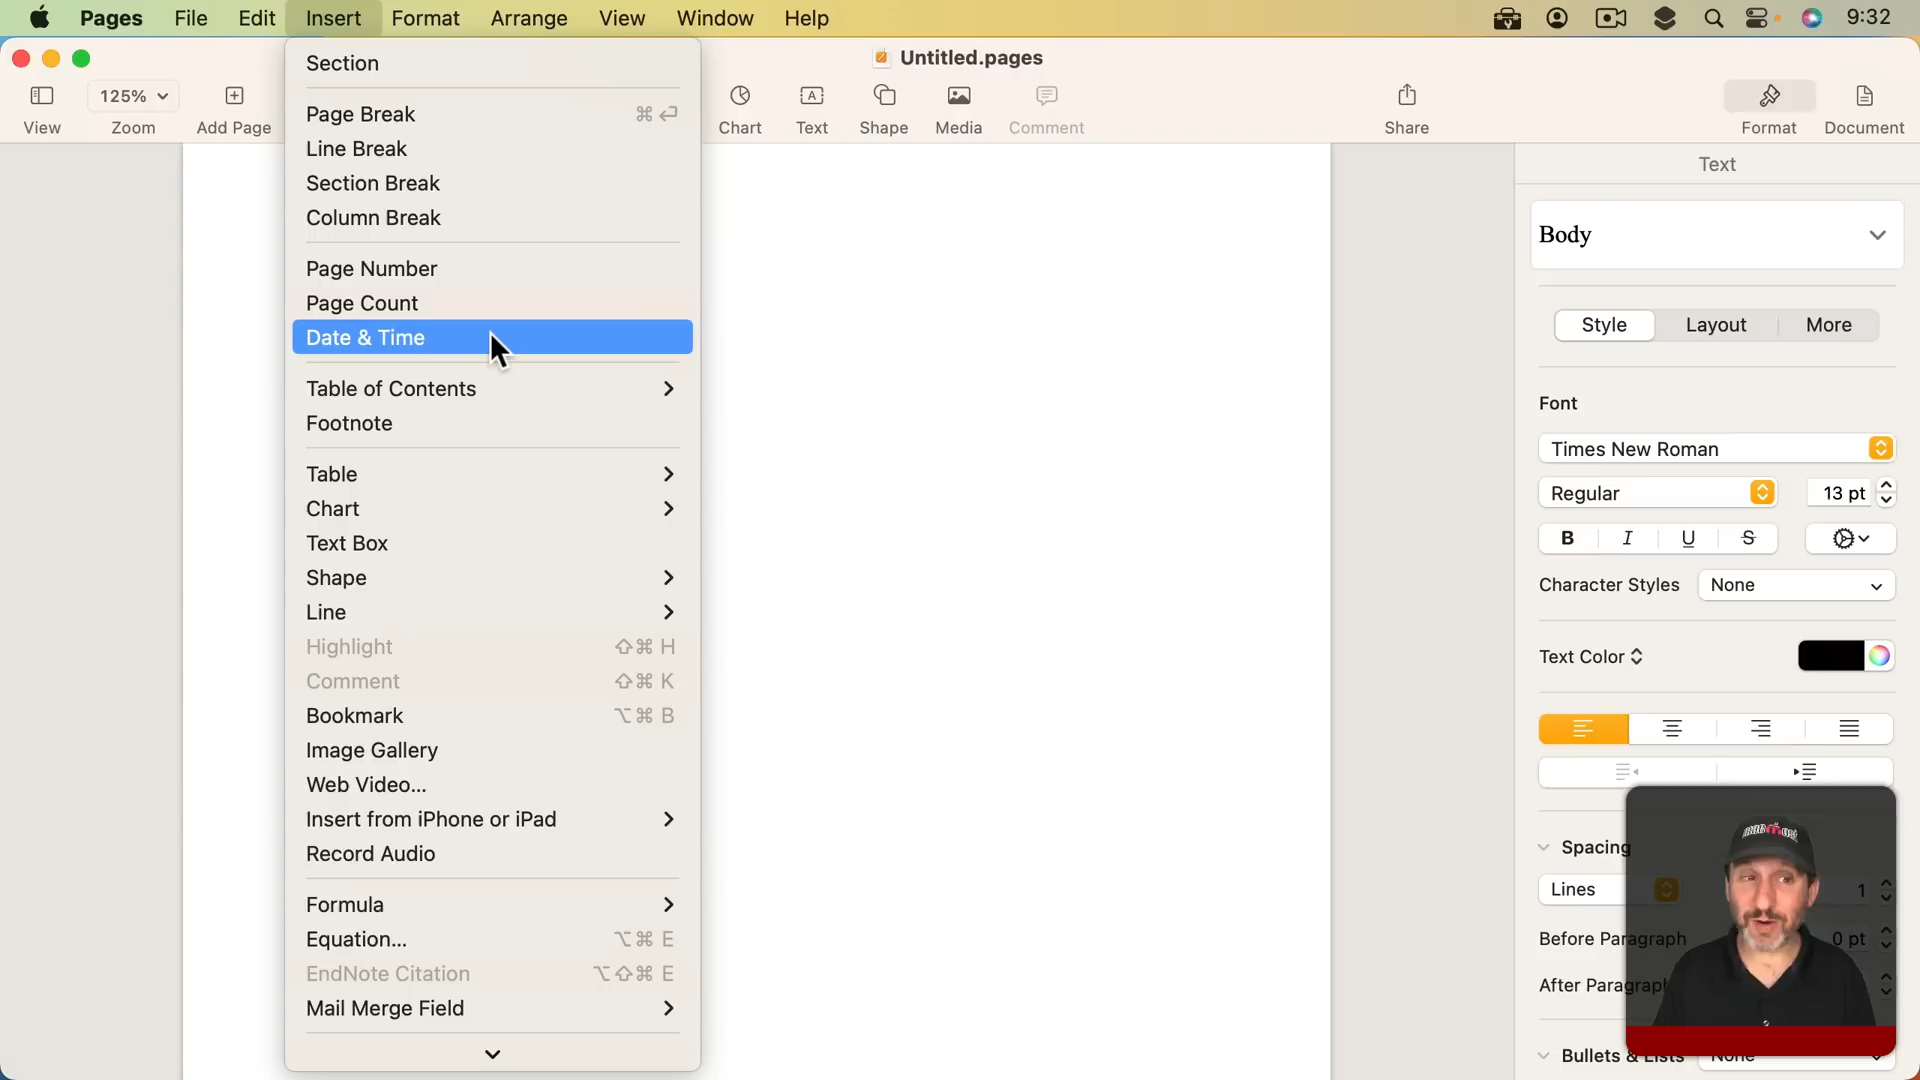 Pages File Edit Insert Format Arrange View Window Help 9:32
Untitled.pages
125%
View Zoom Add Page Chart Text Shape Media Comment Share Format Document
Section
Page Break ⌘ ↩
Line Break
Section Break
Column Break
Page Number
Page Count
Date & Time
Table of Contents
Footnote
Table
Chart
Text Box
Shape
Line
Highlight ⇧⌘ H
Comment ⇧⌘ K
Bookmark ⌥⌘ B
Image Gallery
Web Video...
Insert from iPhone or iPad
Record Audio
Formula
Equation... ⌥⌘ E
EndNote Citation ⌥⇧⌘ E
Mail Merge Field
Text
Body
Style Layout More
Font
Times New Roman
Regular 13 pt
B I U S
Character Styles None
Text Color
Spacing
Lines 1
Before Paragraph 0 pt
After Paragraph
Bullets & Lists None